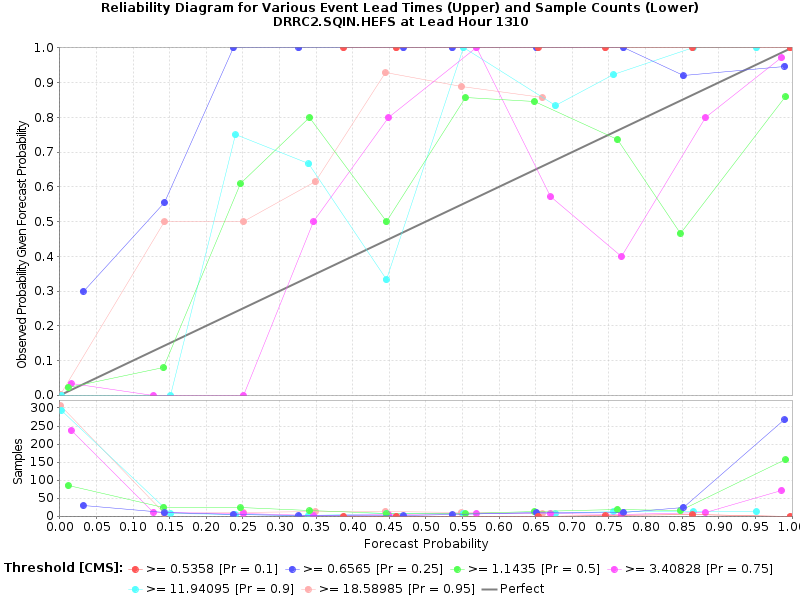 Reliability Diagram for Various Event Lead Times (Upper) and Sample Counts (Lower)
DRRC2.SQIN.HEFS at Lead Hour 1310
Observed Probability Given Forecast Probability
1.0
0.9
0.8
0.7
0.6
0.5
0.4
0.3
0.2
0.1
0.0
Samples
300
250
200
150
100
50
0
0.00 0.05 0.10 0.15 0.20 0.25 0.30 0.35 0.40 0.45 0.50 0.55 0.60 0.65 0.70 0.75 0.80 0.85 0.90 0.95 1.0
Forecast Probability
Threshold [CMS]: >= 0.5358 [Pr = 0.1] >= 0.6565 [Pr = 0.25] >= 1.1435 [Pr = 0.5] >= 3.40828 [Pr = 0.75]
>= 11.94095 [Pr = 0.9] >= 18.58985 [Pr = 0.95] Perfect